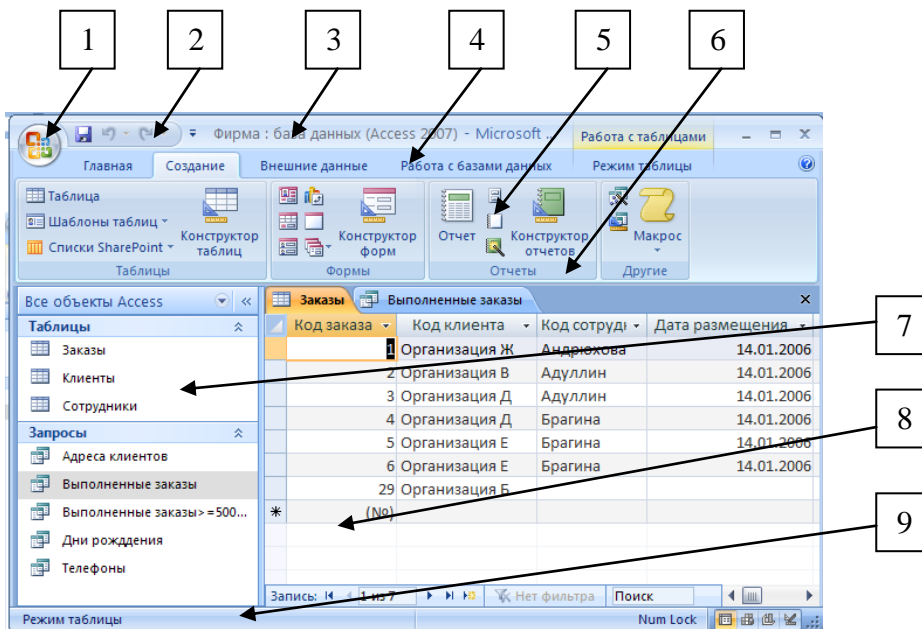 1 2 3 4 5 6
Фирма : база данных (Access 2007) - Microsoft ... Работа с таблицами
Главная Создание Внешние данные Работа с базами данных Режим таблицы
Таблица
Шаблоны таблиц
Списки SharePoint
Конструктор таблиц
Таблицы
Конструктор форм
Формы
Отчет
Конструктор отчетов
Отчеты
Макрос
Другие
Все объекты Access
Таблицы
Заказы
Клиенты
Сотрудники
Запросы
Адреса клиентов
Выполненные заказы
Выполненные заказы>=500...
Дни рожддения
Телефоны
Заказы Выполненные заказы
Код заказа Код клиента Код сотруді Дата размещения
1 Организация Ж Андрюхова 14.01.2006
2 Организация В Адуллин 14.01.2006
3 Организация Д Адуллин 14.01.2006
4 Организация Д Брагина 14.01.2006
5 Организация Е Брагина 14.01.2006
6 Организация Е Брагина 14.01.2006
29 Организация Б
(№)
Запись: 1 из 7 Нет фильтра Поиск
Режим таблицы Num Lock
7
8
9